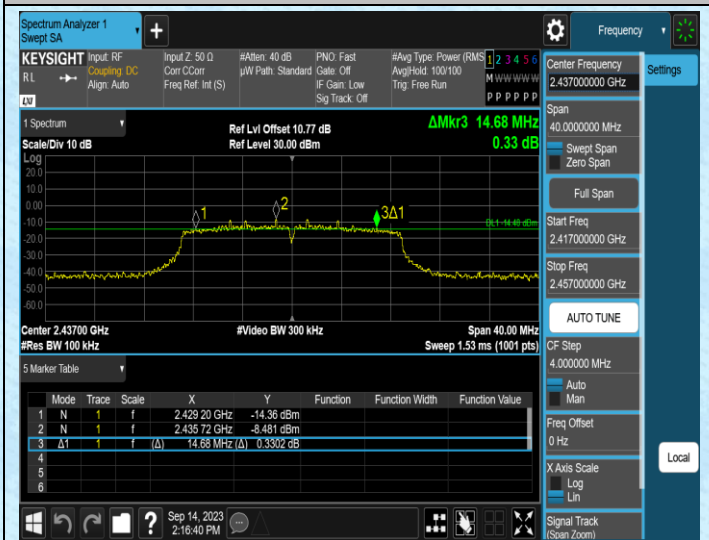 Spectrum Analyzer 1
Swept SA
+
Frequency
KEYSIGHT Input: RF Input Z: 50 Ω #Atten: 40 dB PNO: Fast #Avg Type: Power (RMS 1 2 3 4 5 6
RL Coupling: DC Corr CCorr µW Path: Standard Gate: Off Avg|Hold: 100/100 M W W W W W
Align: Auto Freq Ref: Int (S) IF Gain: Low Trig: Free Run
Sig Track: Off P P P P P P
LXI
1 Spectrum
Scale/Div 10 dB
Ref Lvl Offset 10.77 dB
Ref Level 30.00 dBm
ΔMkr3 14.68 MHz
0.33 dB
Log
20.0
10.0
0.00
-10.0
-20.0
-30.0
-40.0
-50.0
-60.0
1
2
3Δ1
DL1 -14.48 dBm
Center 2.43700 GHz #Video BW 300 kHz Span 40.00 MHz
#Res BW 100 kHz Sweep 1.53 ms (1001 pts)
5 Marker Table
Mode Trace Scale X Y Function Function Width Function Value
1 N 1 f 2.429 20 GHz -14.36 dBm
2 N 1 f 2.435 72 GHz -8.481 dBm
3 Δ1 1 f (Δ) 14.68 MHz (Δ) 0.3302 dB
4
5
6
?
Sep 14, 2023
2:16:40 PM
Center Frequency
2.437000000 GHz
Settings
Span
40.0000000 MHz
Swept Span
Zero Span
Full Span
Start Freq
2.417000000 GHz
Stop Freq
2.457000000 GHz
AUTO TUNE
CF Step
4.000000 MHz
Auto
Man
Freq Offset
0 Hz
X Axis Scale
Log
Lin
Signal Track
(Span Zoom)
Local